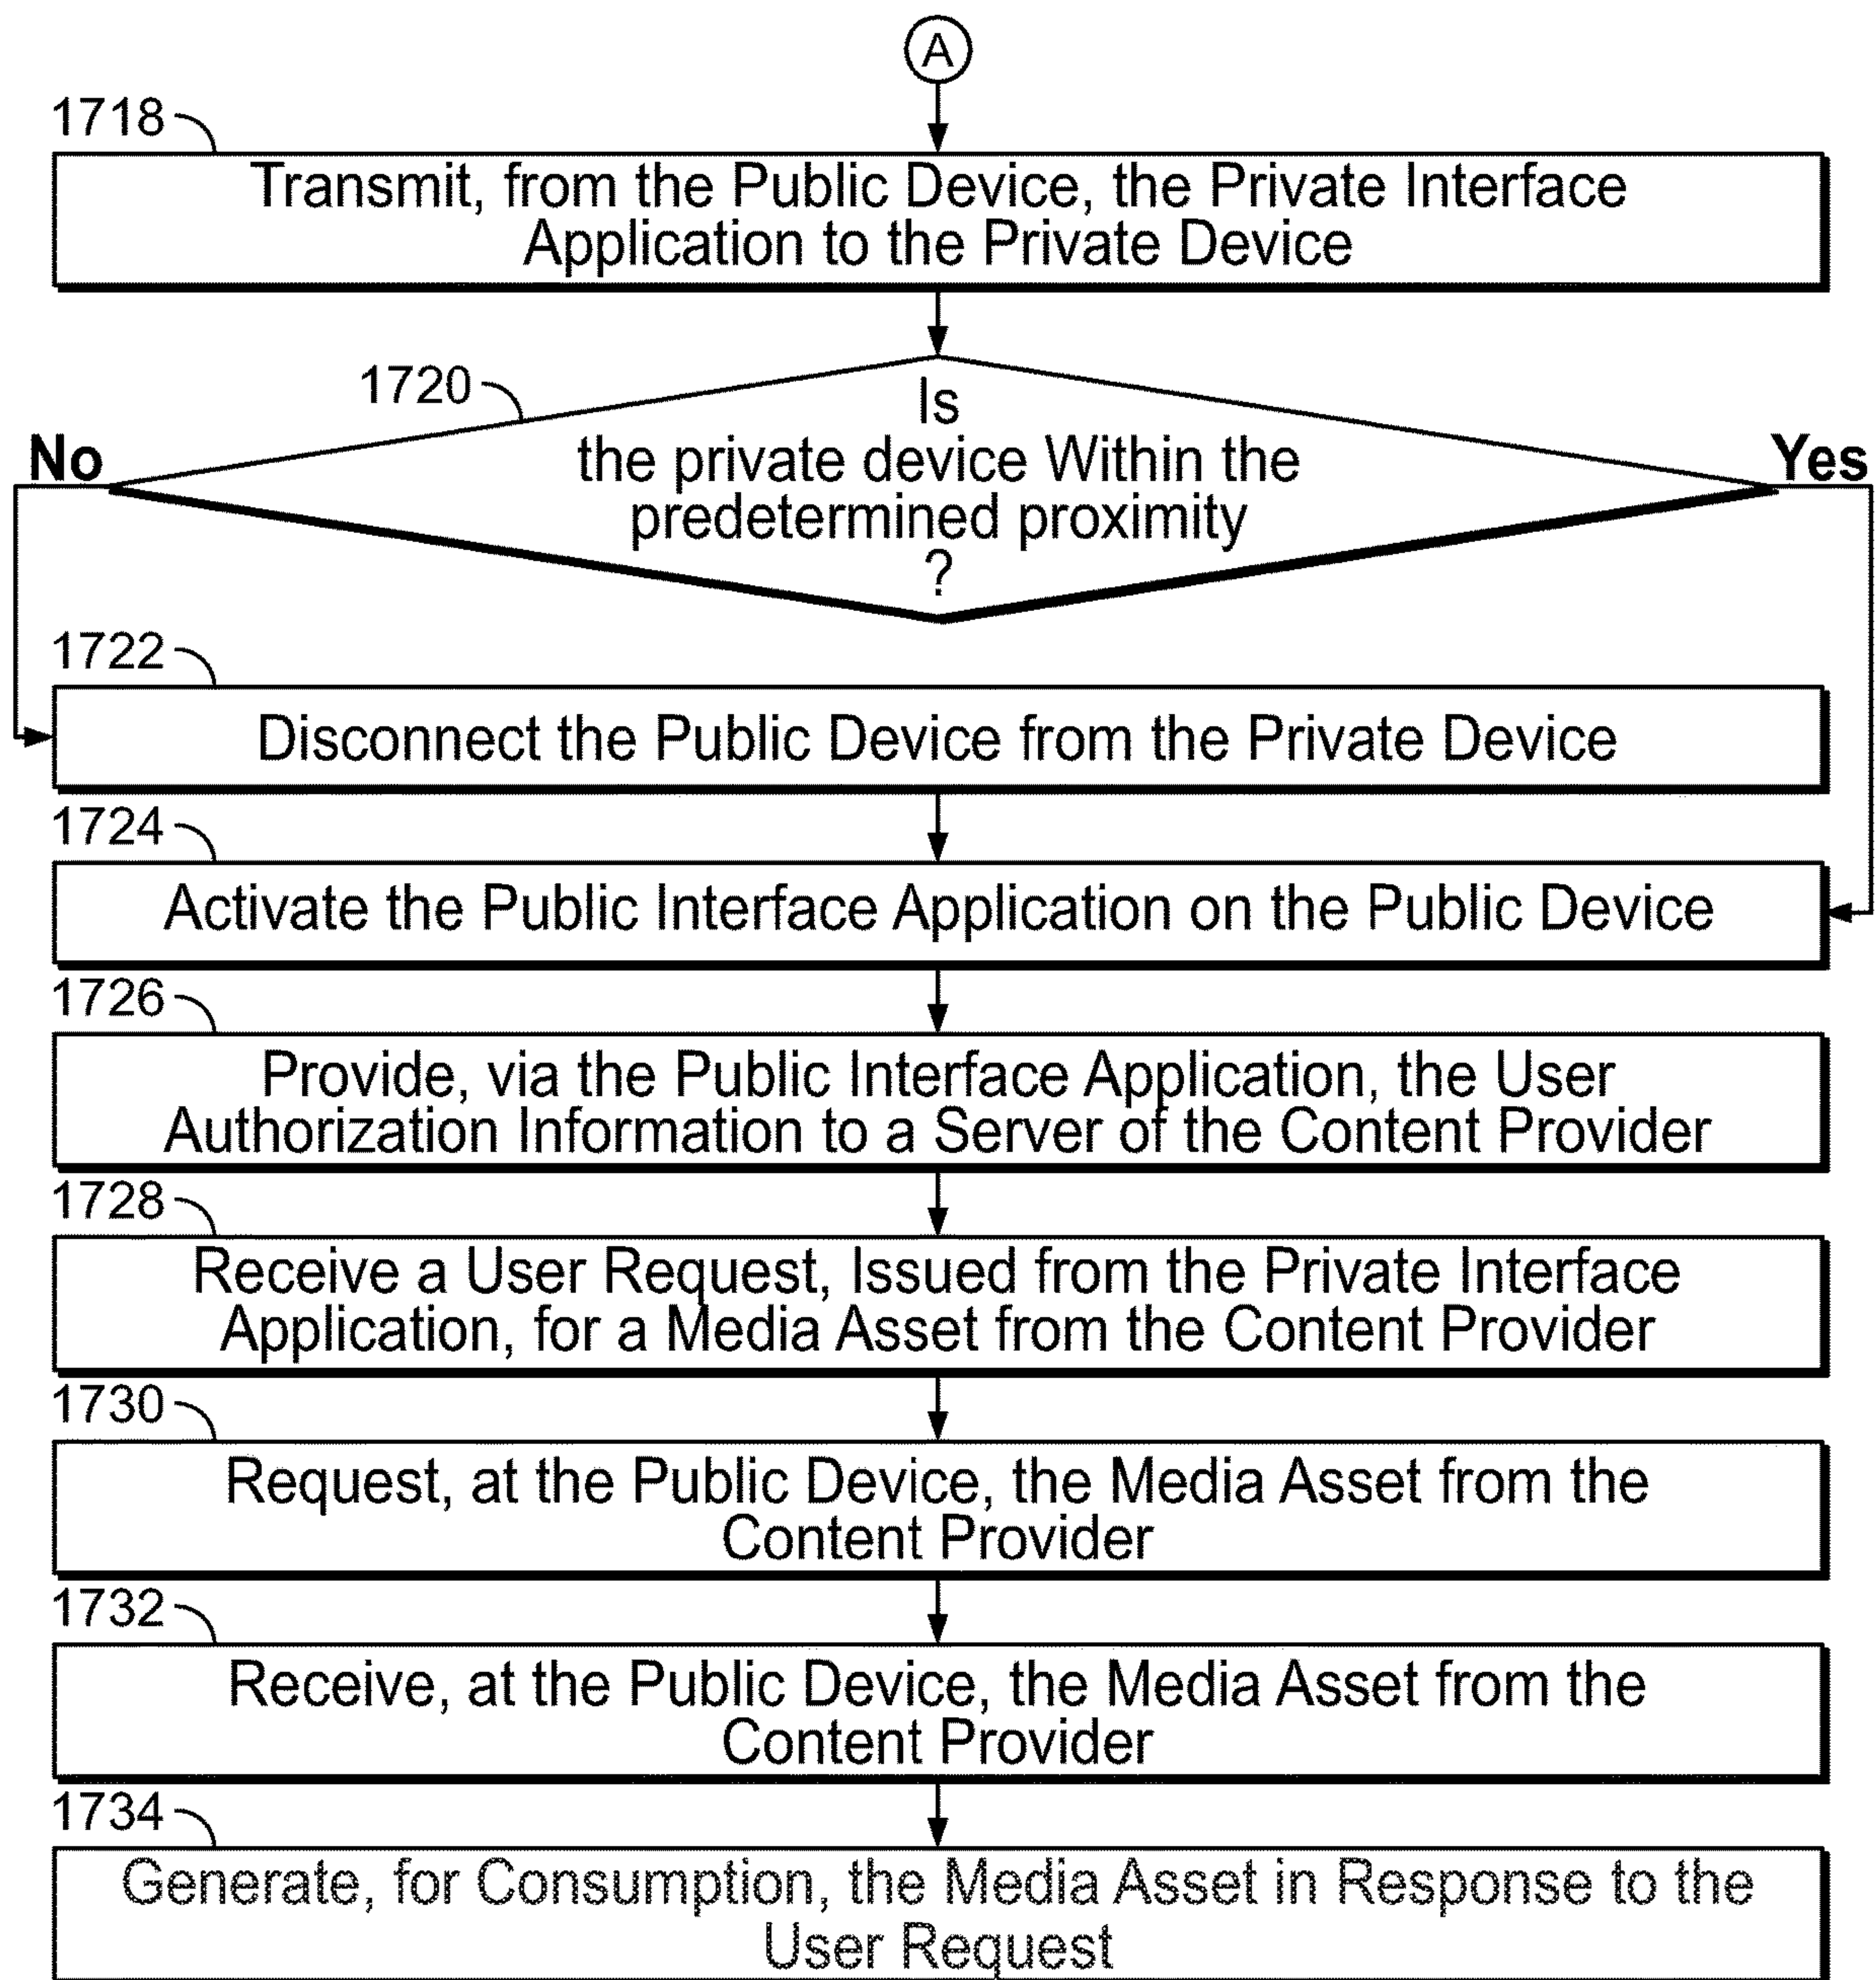 A
1718
Transmit, from the Public Device, the Private Interface
Application to the Private Device
1720
Is
the private device Within the
predetermined proximity
?
No
Yes
1722
Disconnect the Public Device from the Private Device
1724
Activate the Public Interface Application on the Public Device
1726
Provide, via the Public Interface Application, the User
Authorization Information to a Server of the Content Provider
1728
Receive a User Request, Issued from the Private Interface
Application, for a Media Asset from the Content Provider
1730
Request, at the Public Device, the Media Asset from the
Content Provider
1732
Receive, at the Public Device, the Media Asset from the
Content Provider
1734
Generate, for Consumption, the Media Asset in Response to the
User Request